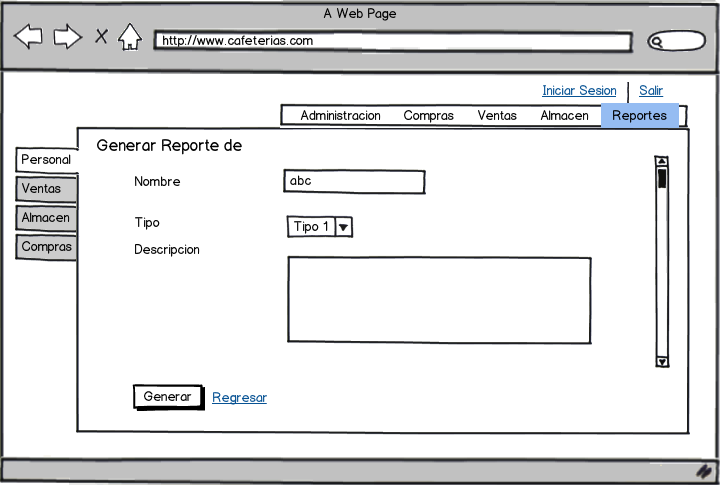 A Web Page
http://www.cafeterias.com
Iniciar Sesion Salir
Administracion Compras Ventas Almacen Reportes
Generar Reporte de
Personal
Ventas
Almacen
Compras
Nombre abc
Tipo Tipo 1
Descripcion
Generar Regresar